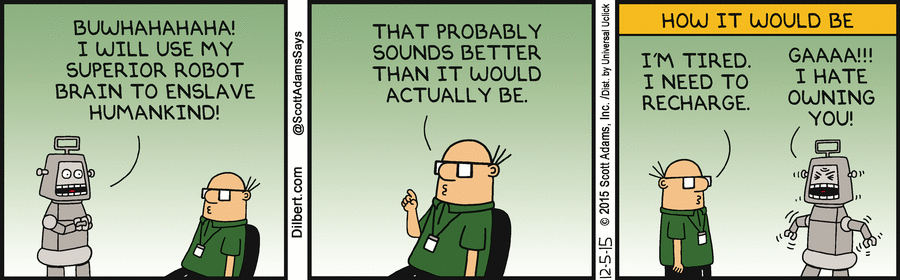 BUWHAHAHAHA!
I WILL USE MY
SUPERIOR ROBOT
BRAIN TO ENSLAVE
HUMANKIND!
Dilbert.com @ScottAdamsSays
THAT PROBABLY
SOUNDS BETTER
THAN IT WOULD
ACTUALLY BE.
12-5-15 © 2015 Scott Adams, Inc. /Dist. by Universal Uclick
HOW IT WOULD BE
I'M TIRED.
I NEED TO
RECHARGE.
GAAAA!!!
I HATE
OWNING
YOU!